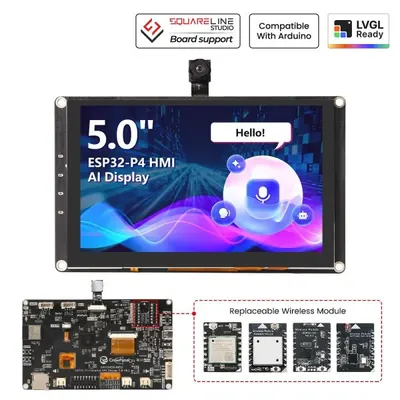 SQUARELINE
STUDIO
Board support
Compatible
With Arduino
LVGL
Ready
5.0"
ESP32-P4 HMI
AI Display
Hello!
Replaceable Wireless Module